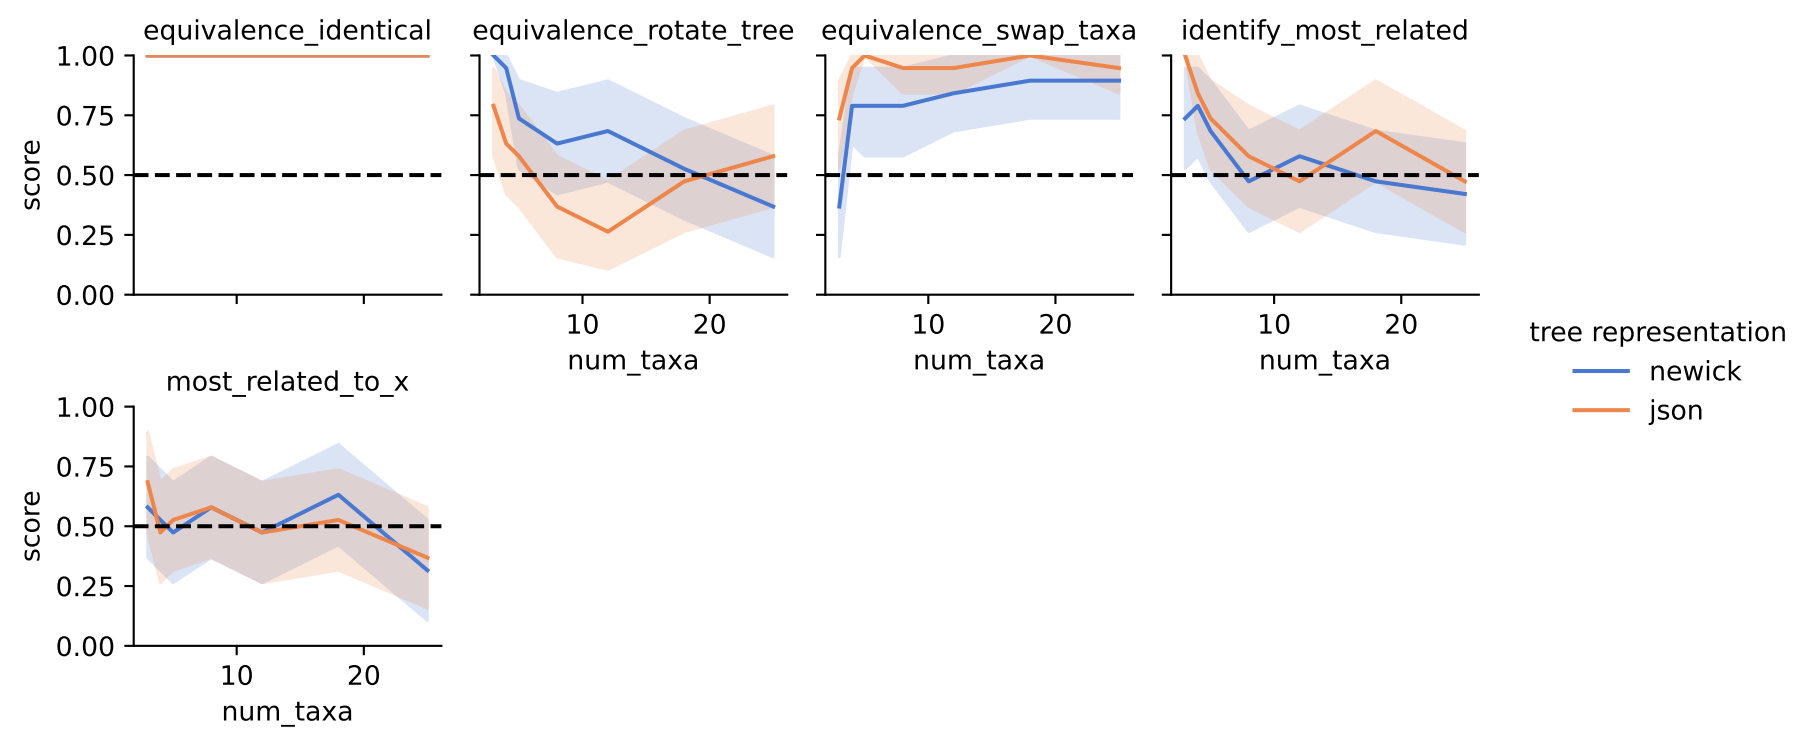 equivalence_identical
equivalence_rotate_tree
equivalence_swap_taxa
identify_most_related
score
1.00
0.75
0.50
0.25
0.00
10
20
num_taxa
10
20
num_taxa
10
20
num_taxa
tree representation
newick
json
most_related_to_x
score
1.00
0.75
0.50
0.25
0.00
10
20
num_taxa